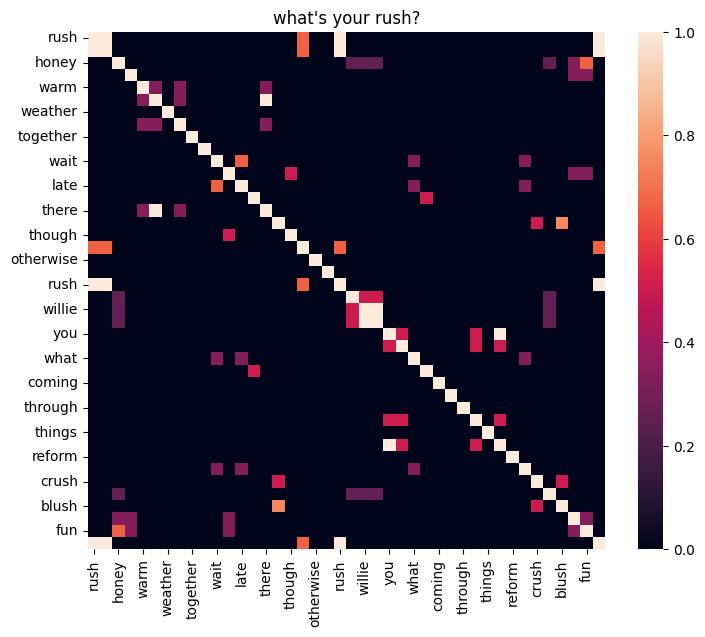 what's your rush?
rush
honey
warm
weather
together
wait
late
there
though
otherwise
rush
willie
you
what
coming
through
things
reform
crush
blush
fun
1.0
0.8
0.6
0.4
0.2
0.0
rush
honey
warm
weather
together
wait
late
there
though
otherwise
rush
willie
you
what
coming
through
things
reform
crush
blush
fun